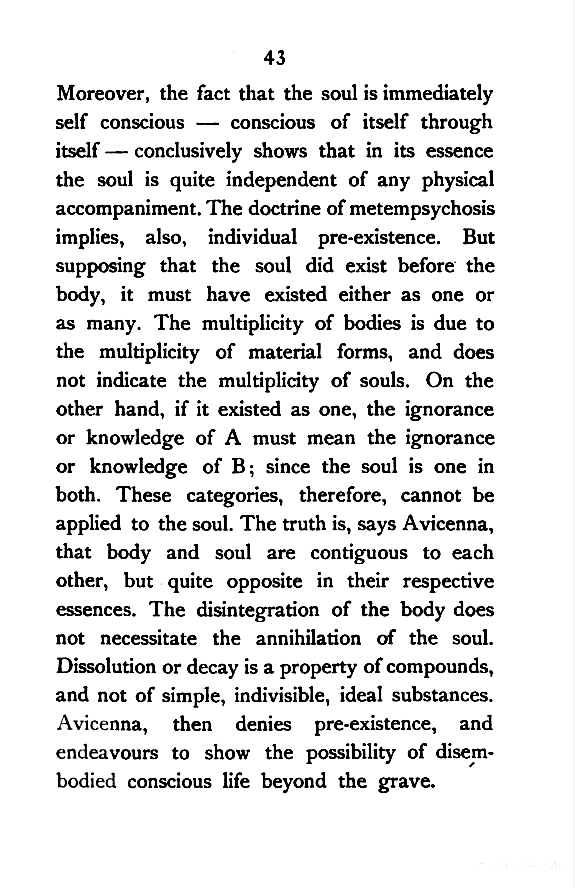 43
Moreover, the fact that the soul is immediately
self conscious — conscious of itself through
itself — conclusively shows that in its essence
the soul is quite independent of any physical
accompaniment. The doctrine of metempsychosis
implies, also, individual pre-existence. But
supposing that the soul did exist before the
body, it must have existed either as one or
as many. The multiplicity of bodies is due to
the multiplicity of material forms, and does
not indicate the multiplicity of souls. On the
other hand, if it existed as one, the ignorance
or knowledge of A must mean the ignorance
or knowledge of B; since the soul is one in
both. These categories, therefore, cannot be
applied to the soul. The truth is, says Avicenna,
that body and soul are contiguous to each
other, but quite opposite in their respective
essences. The disintegration of the body does
not necessitate the annihilation of the soul.
Dissolution or decay is a property of compounds,
and not of simple, indivisible, ideal substances.
Avicenna, then denies pre-existence, and
endeavours to show the possibility of disem-
bodied conscious life beyond the grave.